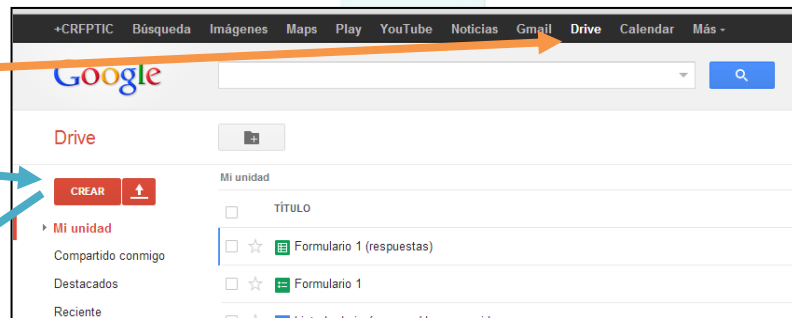 +CRFPTIC Búsqueda Imágenes Maps Play YouTube Noticias Gmail Drive Calendar Más
Google
Drive
CREAR
Mi unidad
Compartido conmigo
Destacados
Reciente
Mi unidad
TÍTULO
Formulario 1 (respuestas)
Formulario 1